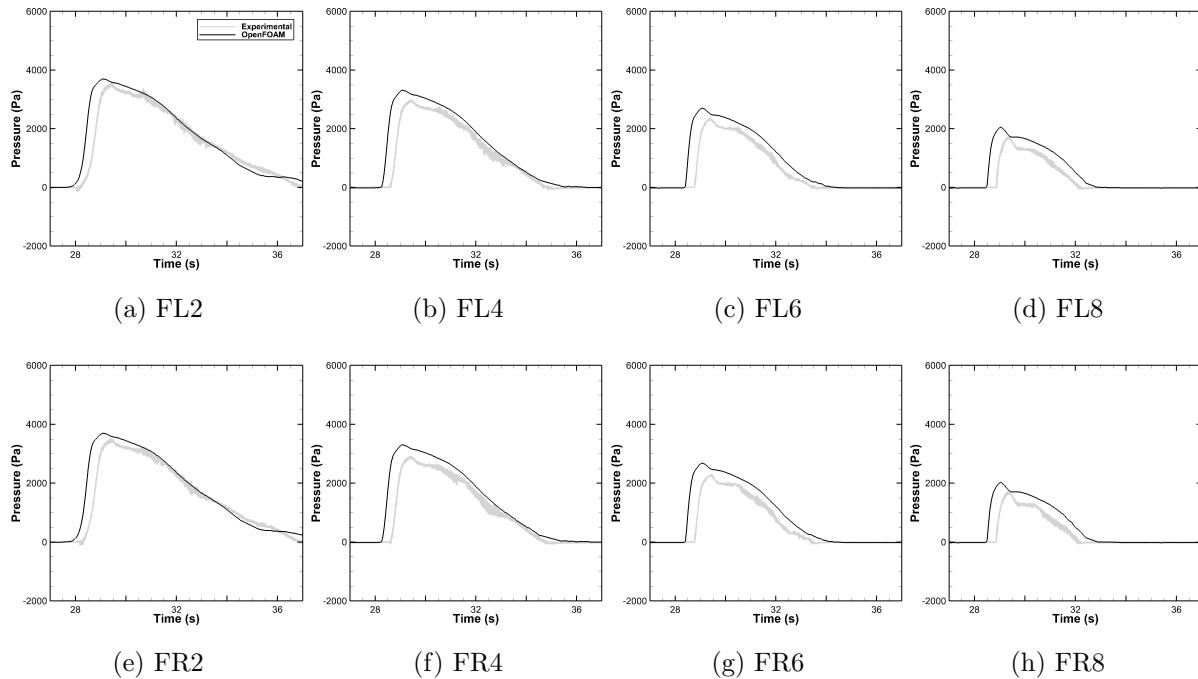 Experimental
OpenFOAM
Pressure (Pa)
6000
4000
2000
0
-2000
28
32
36
Time (s)
Pressure (Pa)
6000
4000
2000
0
-2000
28
32
36
Time (s)
Pressure (Pa)
6000
4000
2000
0
-2000
28
32
36
Time (s)
Pressure (Pa)
6000
4000
2000
0
-2000
28
32
36
Time (s)
(a) FL2
(b) FL4
(c) FL6
(d) FL8
Pressure (Pa)
6000
4000
2000
0
-2000
28
32
36
Time (s)
Pressure (Pa)
6000
4000
2000
0
-2000
28
32
36
Time (s)
Pressure (Pa)
6000
4000
2000
0
-2000
28
32
36
Time (s)
Pressure (Pa)
6000
4000
2000
0
-2000
28
32
36
Time (s)
(e) FR2
(f) FR4
(g) FR6
(h) FR8